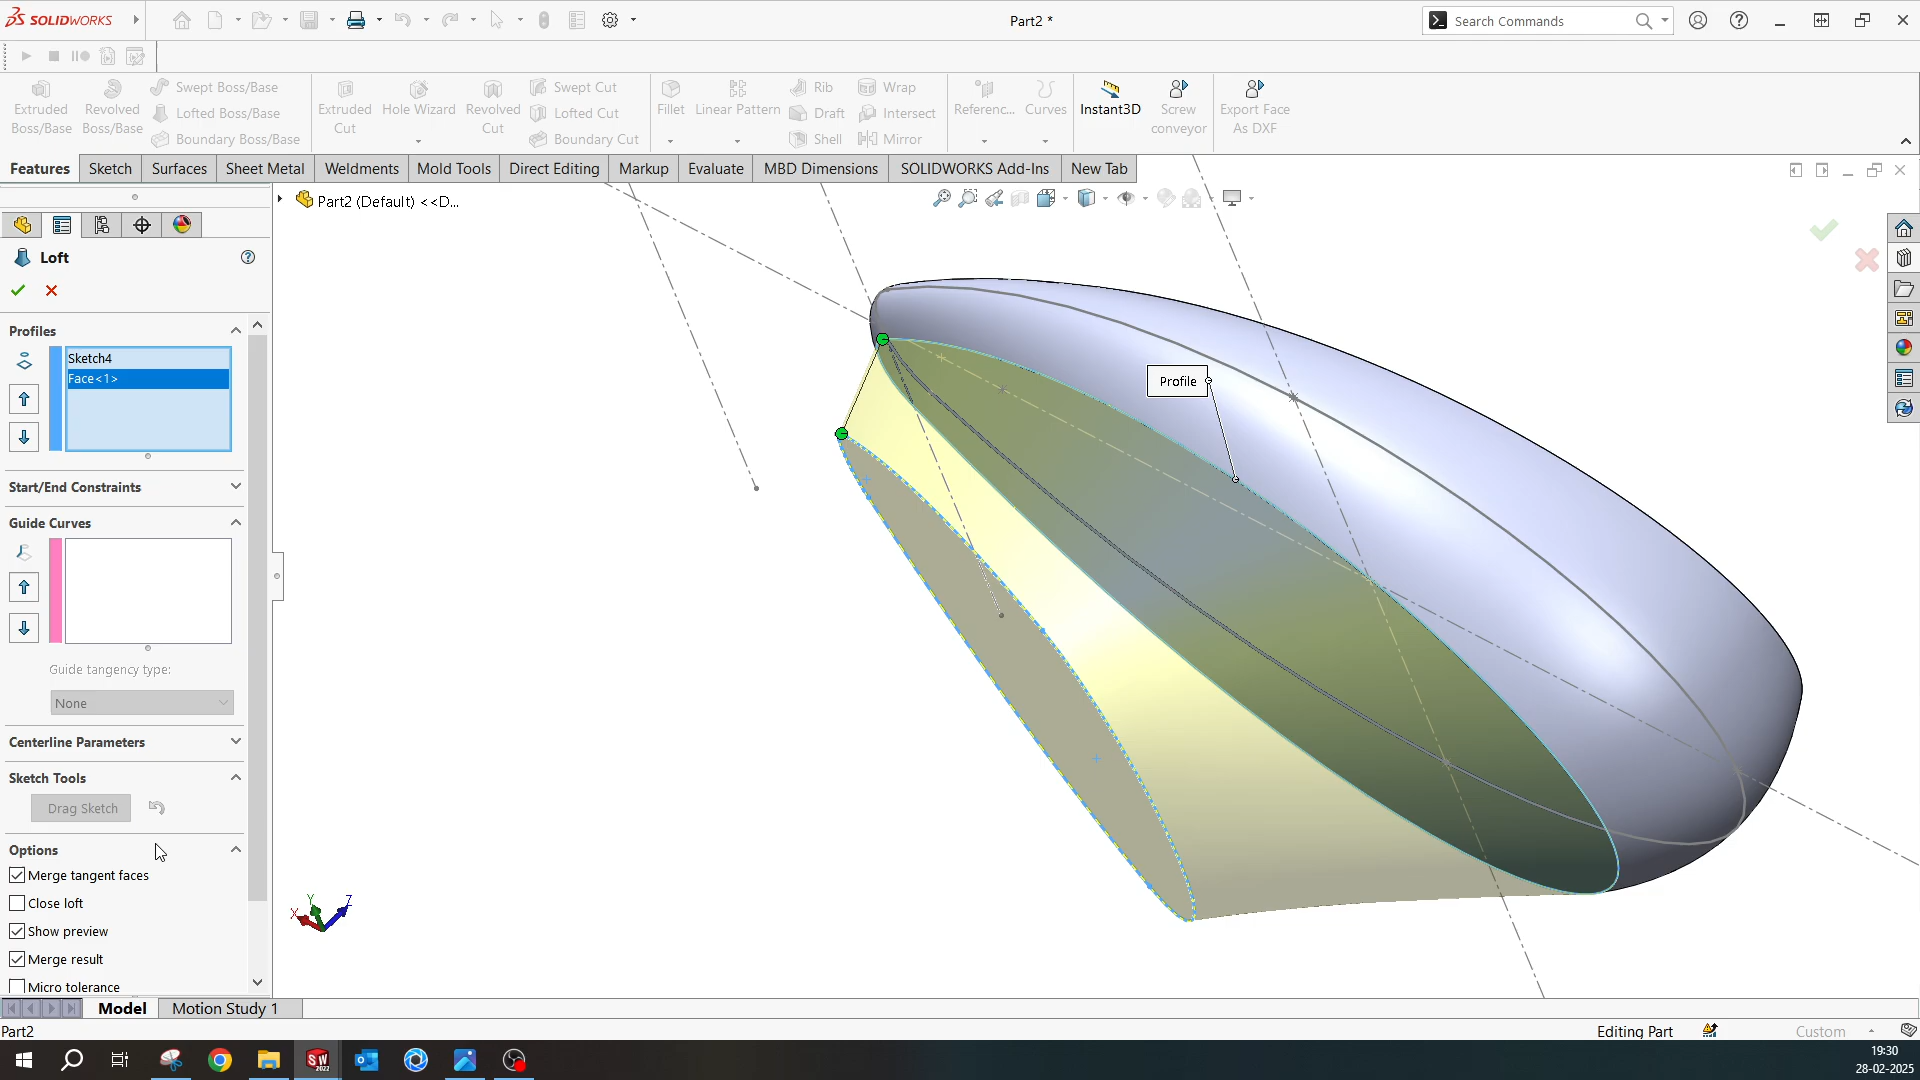 SOLIDWORKS
Part2 *
Search Commands
Extruded Boss/Base
Revolved Boss/Base
Swept Boss/Base
Lofted Boss/Base
Boundary Boss/Base
Extruded Cut
Hole Wizard
Revolved Cut
Swept Cut
Lofted Cut
Boundary Cut
Fillet
Linear Pattern
Rib
Draft
Shell
Wrap
Intersect
Mirror
Referenc...
Curves
Instant3D
Screw conveyor
Export Face As DXF
Features
Sketch
Surfaces
Sheet Metal
Weldments
Mold Tools
Direct Editing
Markup
Evaluate
MBD Dimensions
SOLIDWORKS Add-Ins
New Tab
Part2 (Default) <<D...
Loft
Profiles
Sketch4
Face<1>
Start/End Constraints
Guide Curves
Guide tangency type:
None
Centerline Parameters
Sketch Tools
Drag Sketch
Options
Merge tangent faces
Close loft
Show preview
Merge result
Micro tolerance
Profile
X
Y
Z
Model
Motion Study 1
Part2
Editing Part
Custom
SW
2022
19:30
28-02-2025